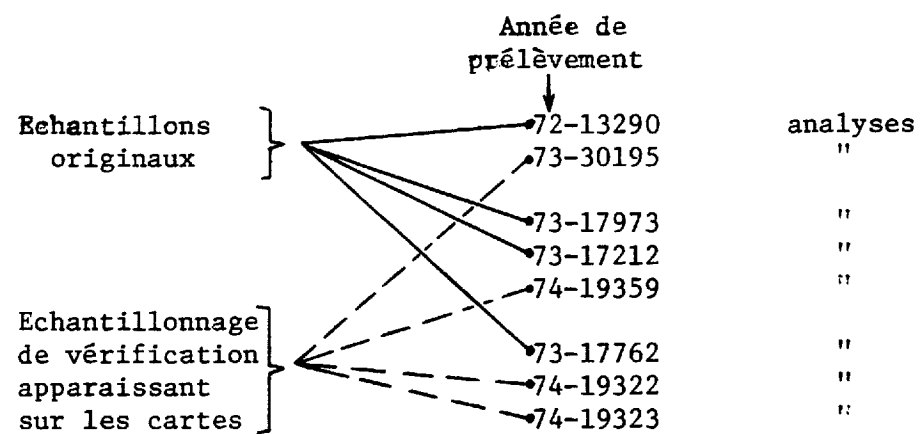 Année de
prélèvement
Echantillons
originaux
72-13290 analyses
73-30195 "
73-17973 "
73-17212 "
74-19359 "
Echantillonnage
de vérification
apparaissant
sur les cartes
73-17762 "
74-19322 "
74-19323 "